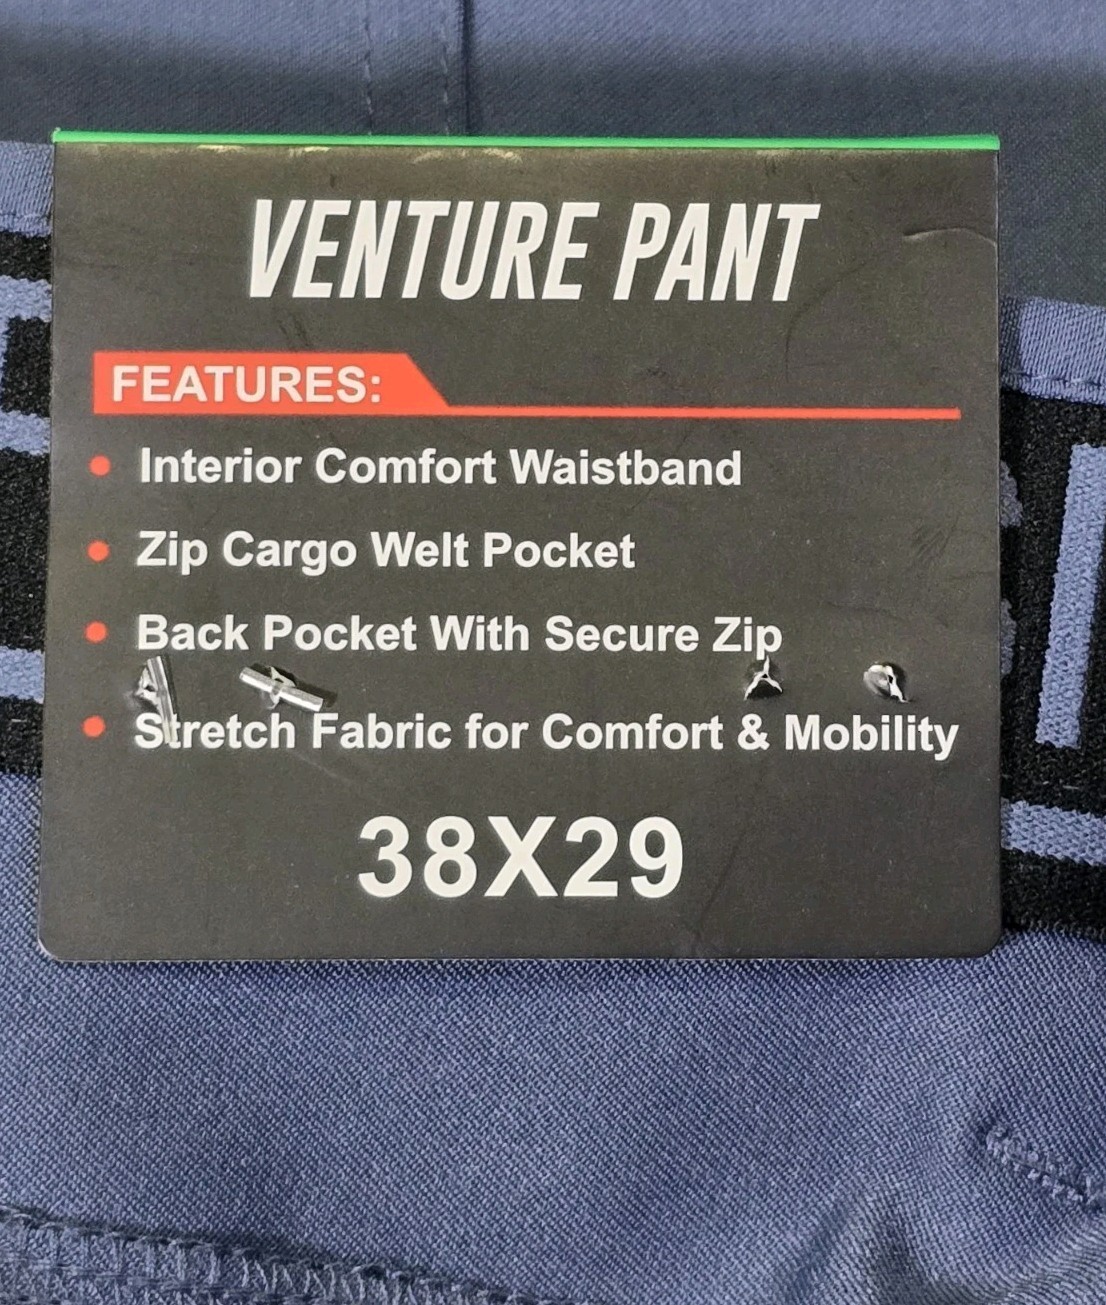 VENTURE PANT
FEATURES:
• Interior Comfort Waistband
• Zip Cargo Welt Pocket
• Back Pocket With Secure Zip
• Stretch Fabric for Comfort & Mobility
38X29